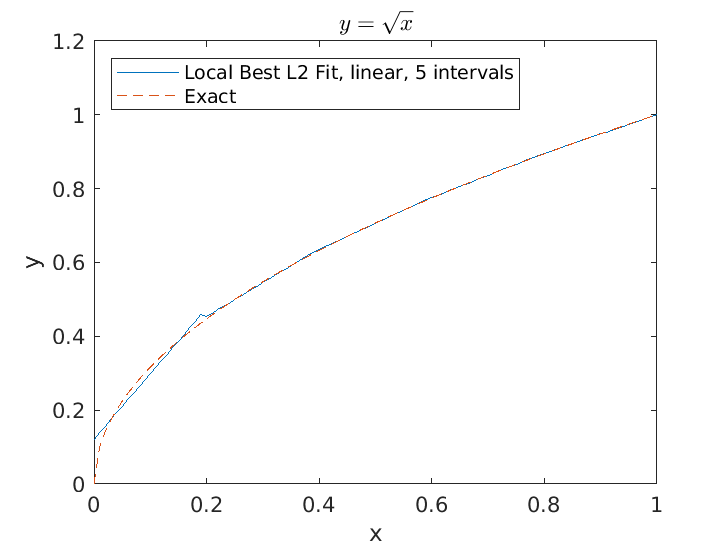 y = √x
1.2
1
0.8
0.6
0.4
0.2
0
y
Local Best L2 Fit, linear, 5 intervals
Exact
0 0.2 0.4 0.6 0.8 1
x